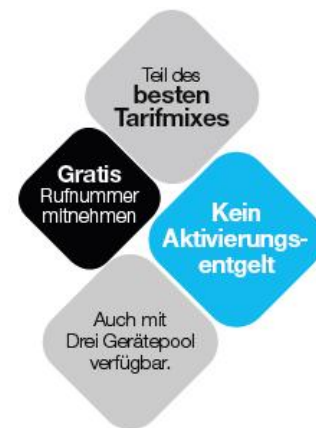 Teil des
besten
Tarifmixes
Gratis
Rufnummer
mitnehmen
Kein
Aktivierungs-
entgelt
Auch mit
Drei Gerätepool
verfügbar.